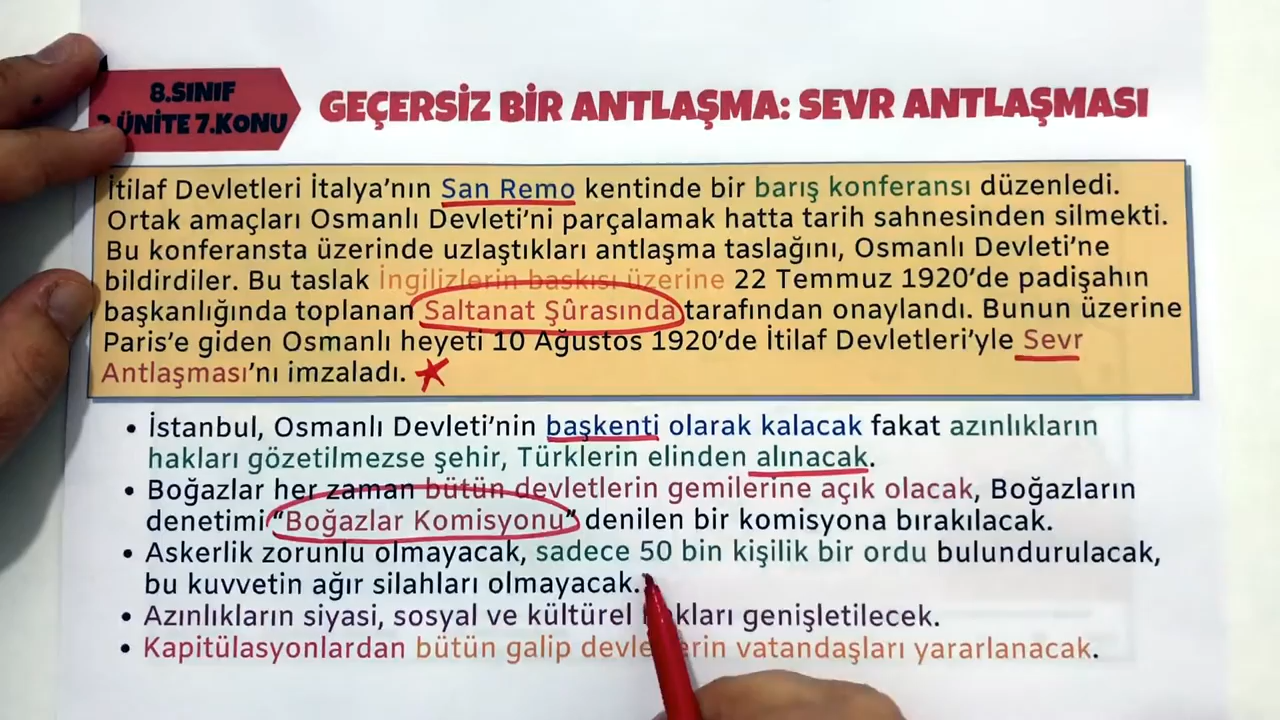 8.SINIF
ÜNİTE 7.KONU
GEÇERSİZ BİR ANTLAŞMA: SEVR ANTLAŞMASI
İtilaf Devletleri İtalya'nın San Remo kentinde bir barış konferansı düzenledi.
Ortak amaçları Osmanlı Devleti'ni parçalamak hatta tarih sahnesinden silmekti.
Bu konferansta üzerinde uzlaştıkları antlaşma taslağını, Osmanlı Devleti'ne
bildirdiler. Bu taslak İngilizlerin baskısı üzerine 22 Temmuz 1920'de padişahın
başkanlığında toplanan Saltanat Şûrasında tarafından onaylandı. Bunun üzerine
Paris'e giden Osmanlı heyeti 10 Ağustos 1920'de İtilaf Devletleri'yle Sevr
Antlaşması'nı imzaladı.
• İstanbul, Osmanlı Devleti'nin başkenti olarak kalacak fakat azınlıkların
hakları gözetilmezse şehir, Türklerin elinden alınacak.
• Boğazlar her zaman bütün devletlerin gemilerine açık olacak, Boğazların
denetimi "Boğazlar Komisyonu" denilen bir komisyona bırakılacak.
• Askerlik zorunlu olmayacak, sadece 50 bin kişilik bir ordu bulundurulacak,
bu kuvvetin ağır silahları olmayacak.
• Azınlıkların siyasi, sosyal ve kültürel hakları genişletilecek.
• Kapitülasyonlardan bütün galip devletlerin vatandaşları yararlanacak.